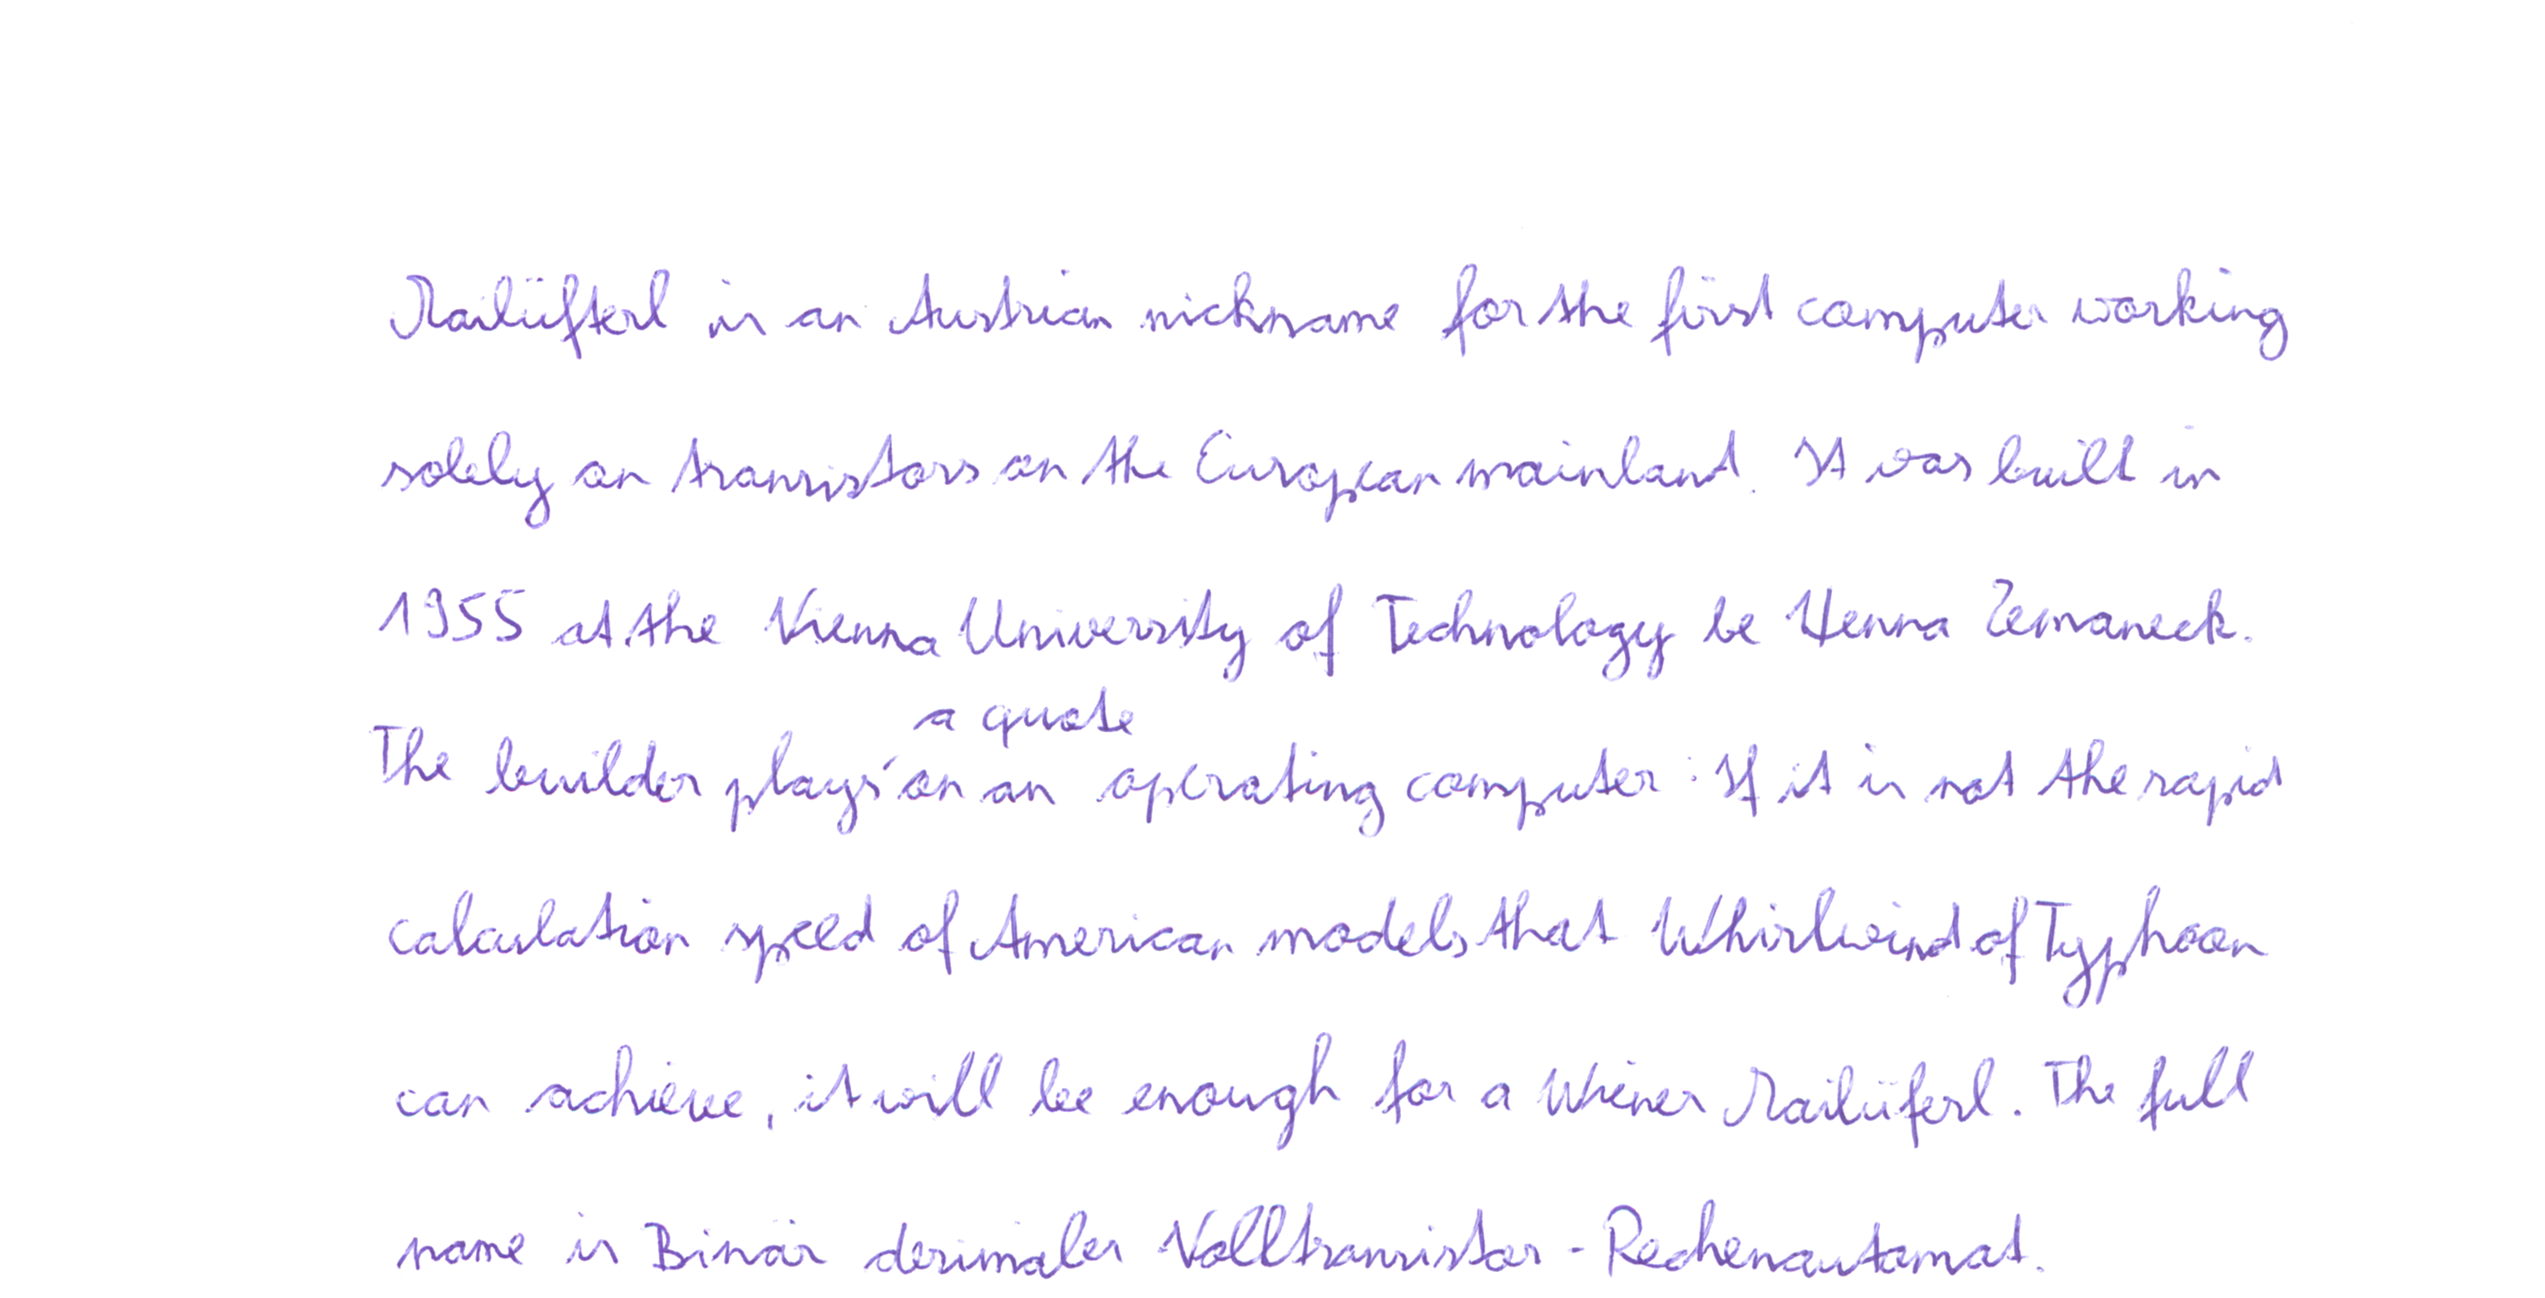 Mailüfterl is an Austrian nickname for the first computer working
solely on transistors on the European mainland. It was built in
1955 at the Vienna University of Technology be Henna Zemaneck.
a quote
The builder plays on an operating computer: If it is not the rapid
calculation speed of American models that Whirlwind of Typhoon
can achieve, it will be enough for a Wiener Mailüferl. The full
name is Binär dezimaler Volltransistor-Rechenautomat.